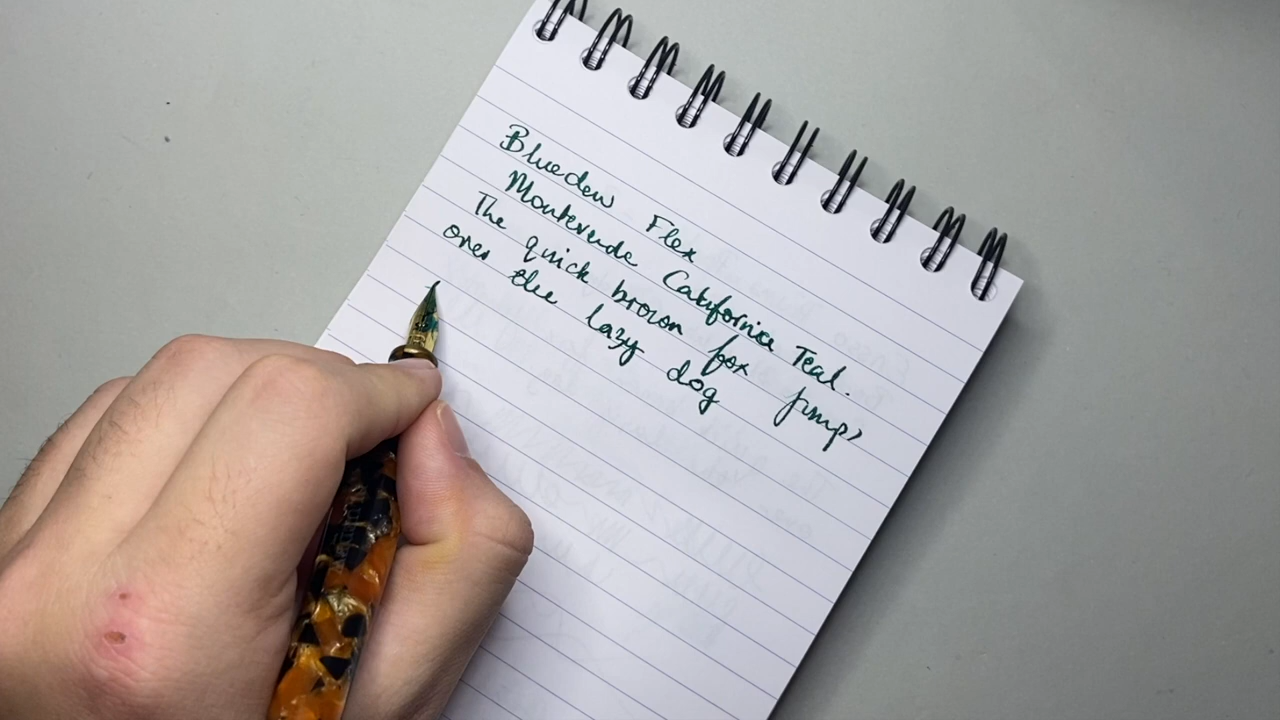 Bluedew Flex
Monteverde California Teal.
The quick brown fox jumps
over the lazy dog